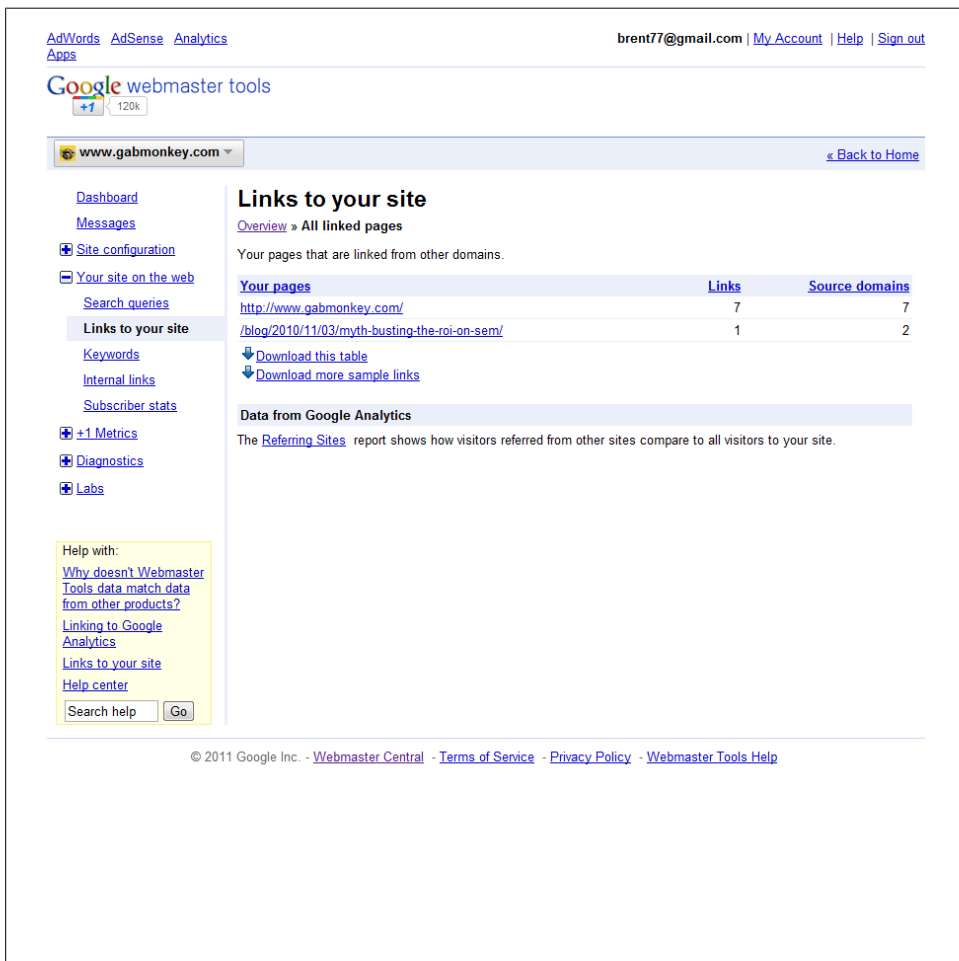 AdWords AdSense Analytics
Apps
brent77@gmail.com | My Account | Help | Sign out
Google webmaster tools
+1 120k
www.gabmonkey.com
« Back to Home
Dashboard
Messages
Site configuration
Your site on the web
Search queries
Links to your site
Keywords
Internal links
Subscriber stats
+1 Metrics
Diagnostics
Labs
Help with:
Why doesn't Webmaster
Tools data match data
from other products?
Linking to Google
Analytics
Links to your site
Help center
Search help Go
Links to your site
Overview » All linked pages
Your pages that are linked from other domains.
Your pages Links Source domains
http://www.gabmonkey.com/ 7 7
/blog/2010/11/03/myth-busting-the-roi-on-sem/ 1 2
Download this table
Download more sample links
Data from Google Analytics
The Referring Sites report shows how visitors referred from other sites compare to all visitors to your site.
© 2011 Google Inc. - Webmaster Central - Terms of Service - Privacy Policy - Webmaster Tools Help